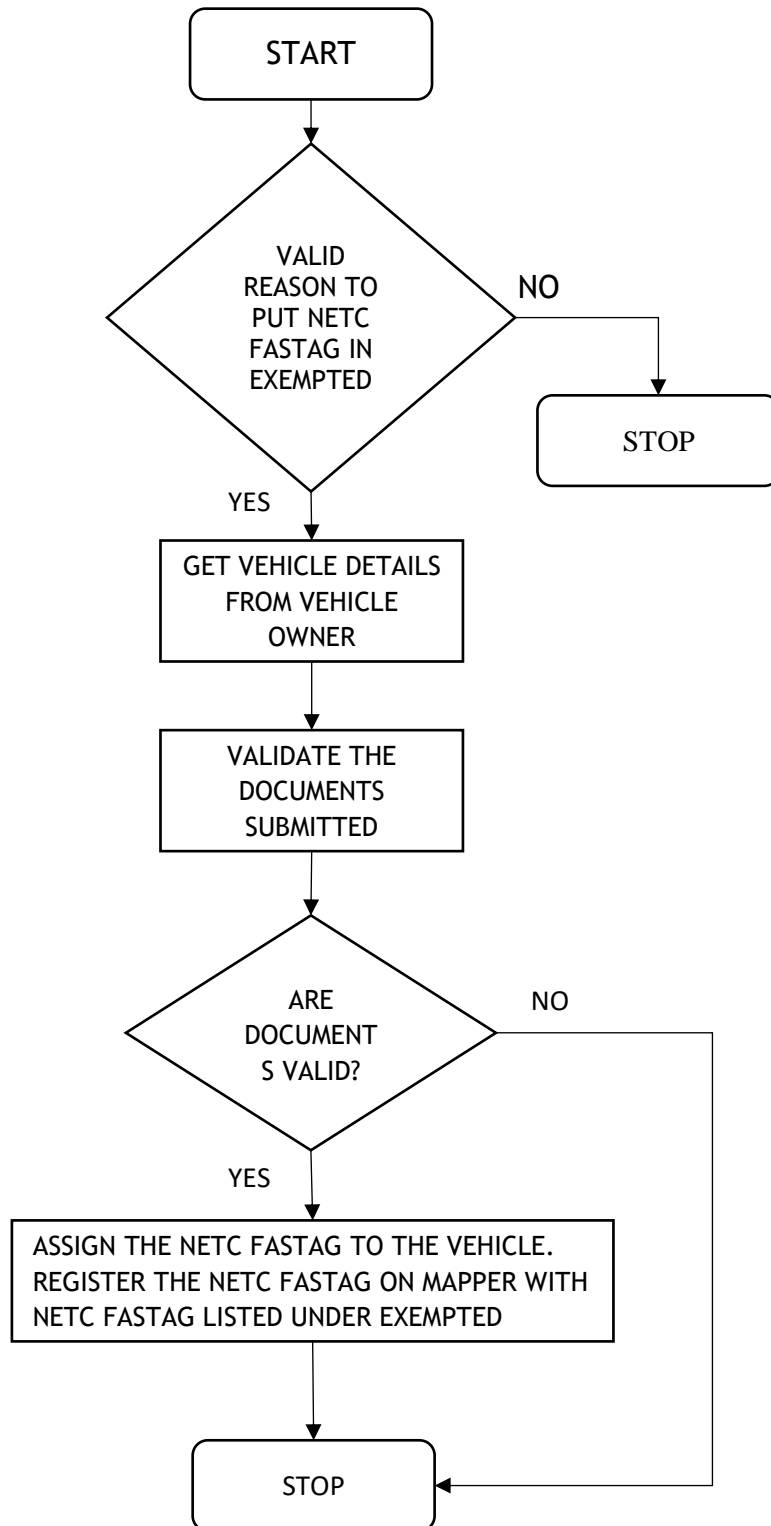 START
VALID
REASON TO
PUT NETC
FASTAG IN
EXEMPTED
NO
STOP
YES
GET VEHICLE DETAILS
FROM VEHICLE
OWNER
VALIDATE THE
DOCUMENTS
SUBMITTED
ARE
DOCUMENT
S VALID?
NO
YES
ASSIGN THE NETC FASTAG TO THE VEHICLE.
REGISTER THE NETC FASTAG ON MAPPER WITH
NETC FASTAG LISTED UNDER EXEMPTED
STOP